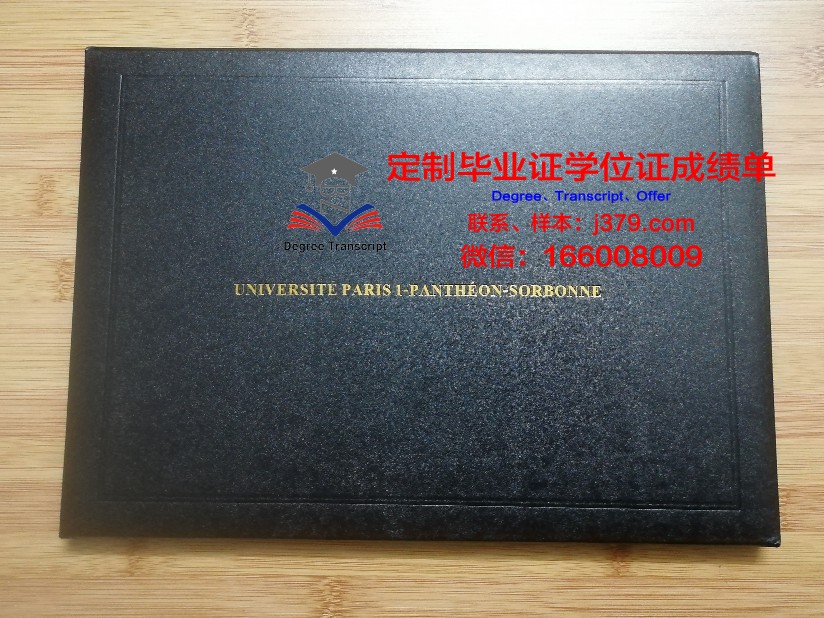 定制毕业证学位证成绩单
Degree、Transcript、Offer
联系、样本：j379.com
微信：166008009
Degree Transcript
UNIVERSITE PARIS 1-PANTHÉON-SORBONNE